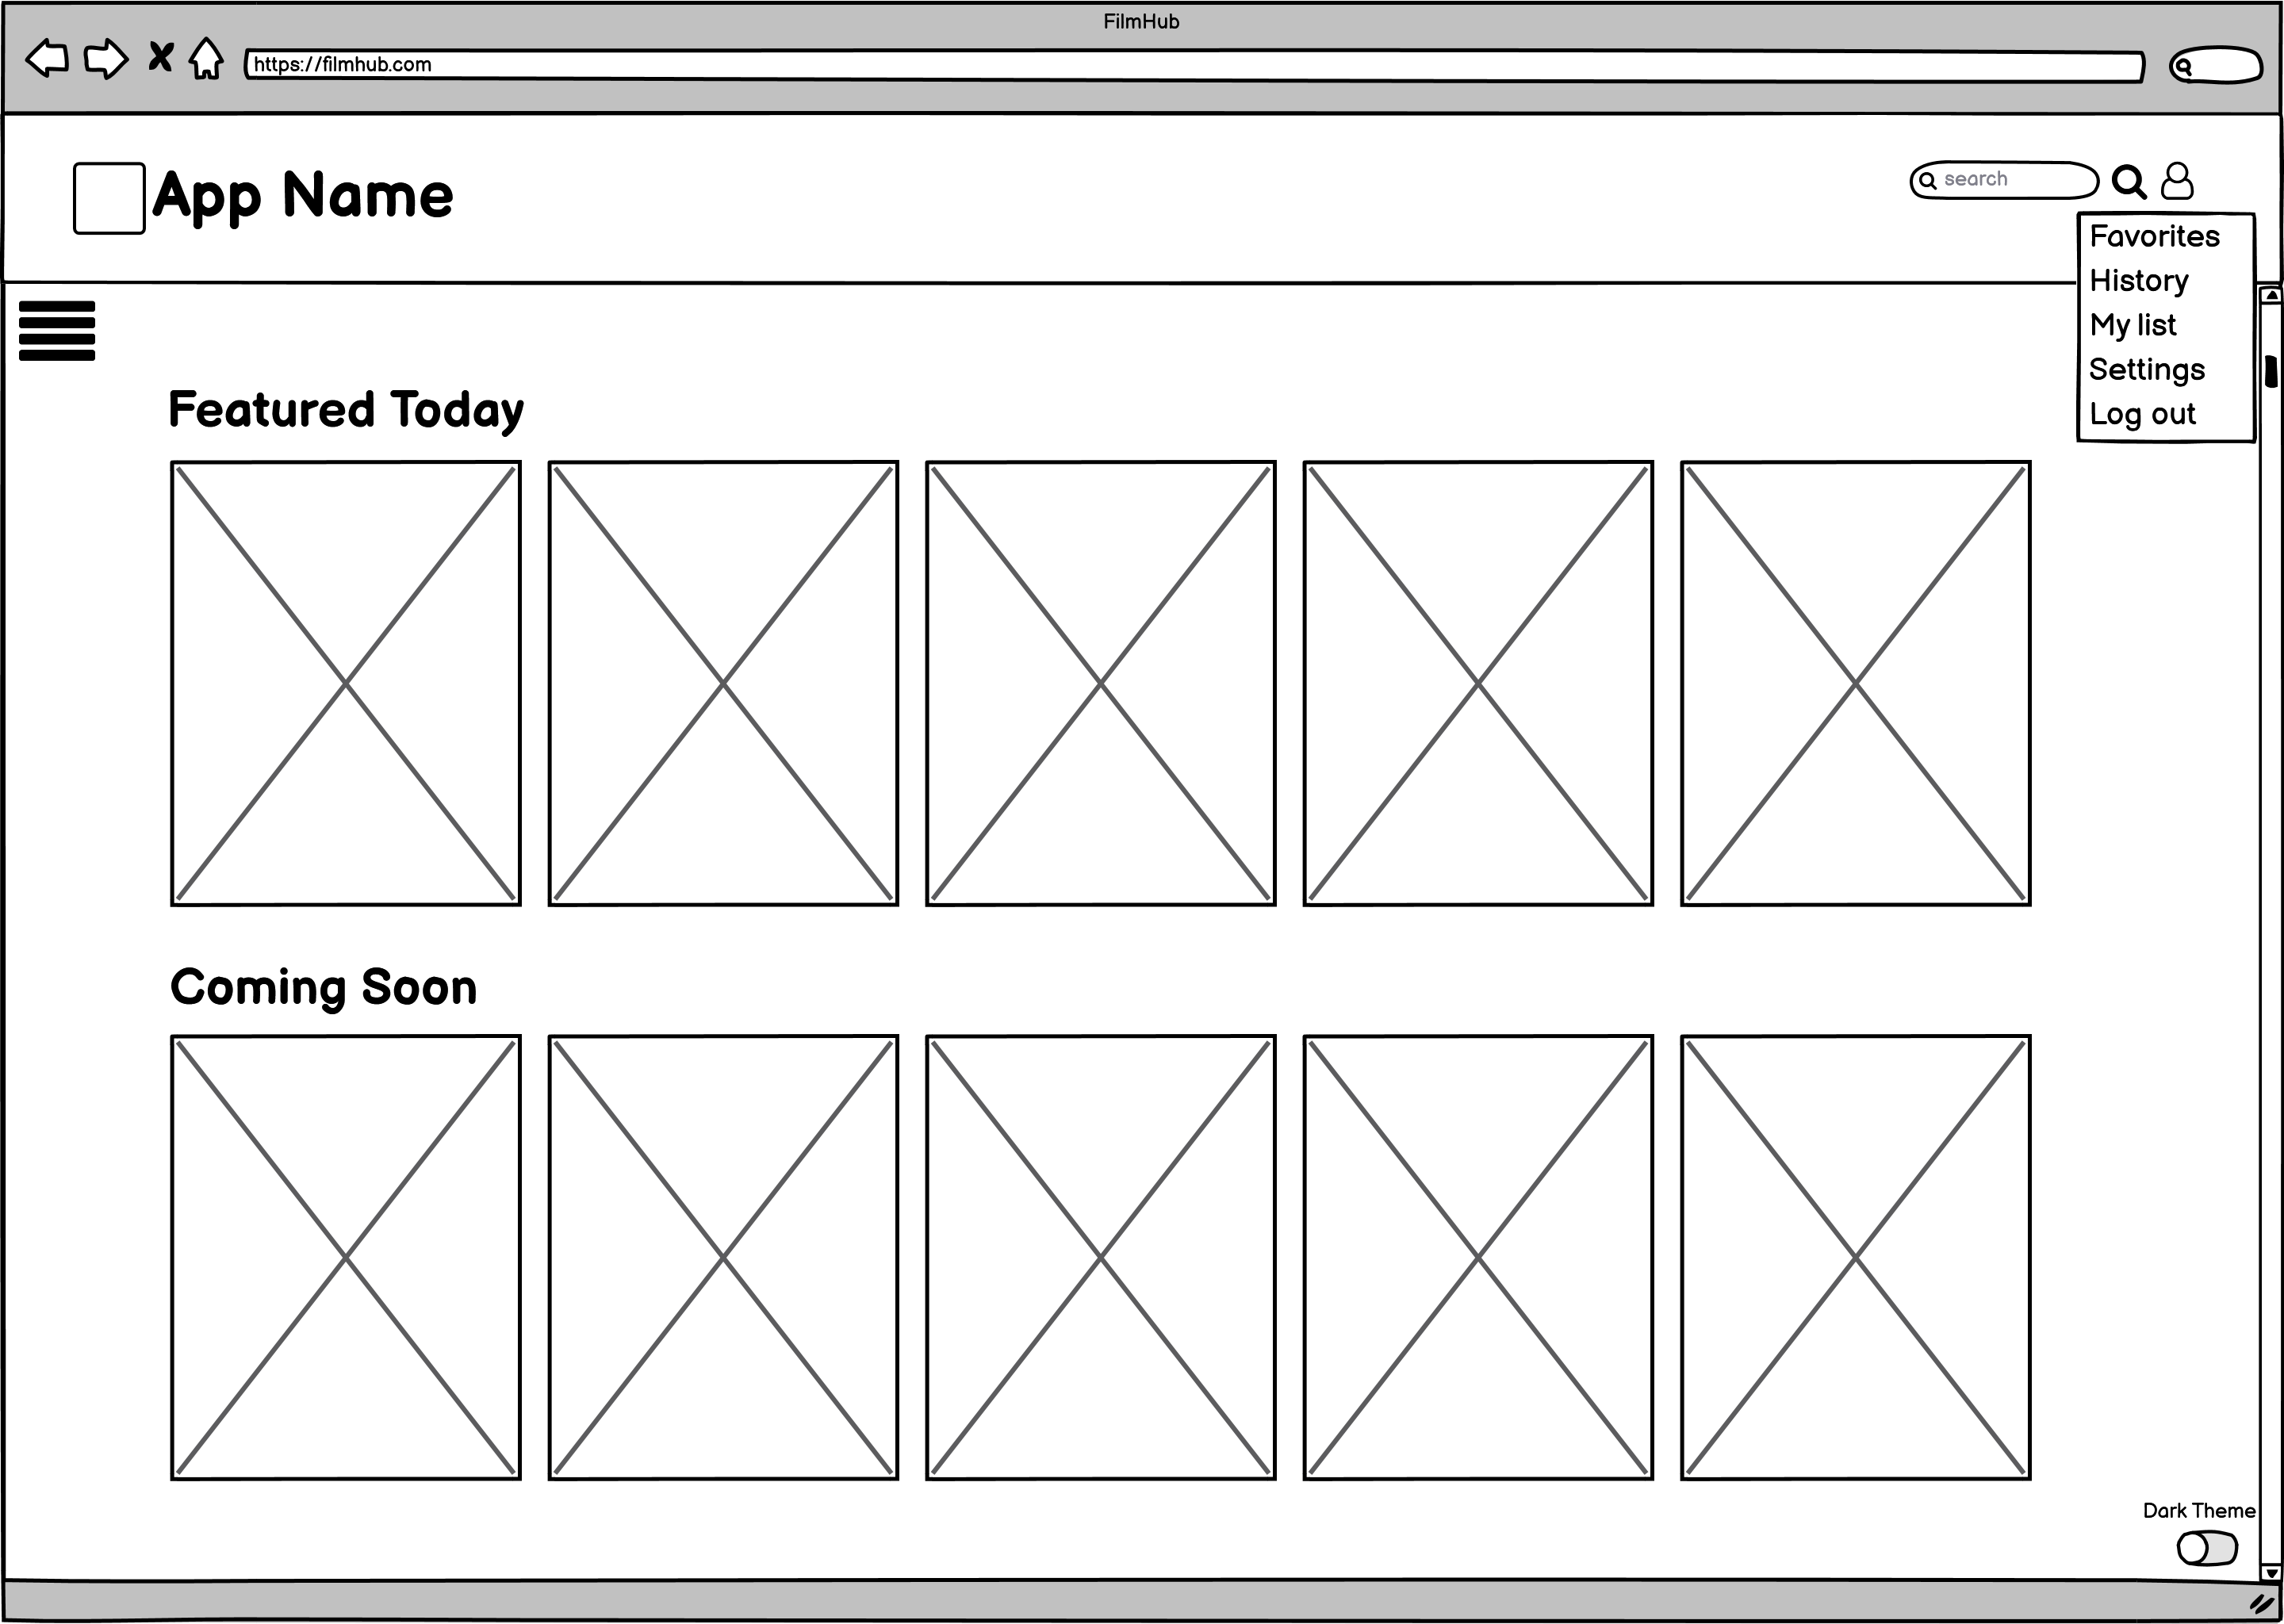 FilmHub
https://filmhub.com
App Name
search
Favorites
History
My list
Settings
Log out
Featured Today
Coming Soon
Dark Theme